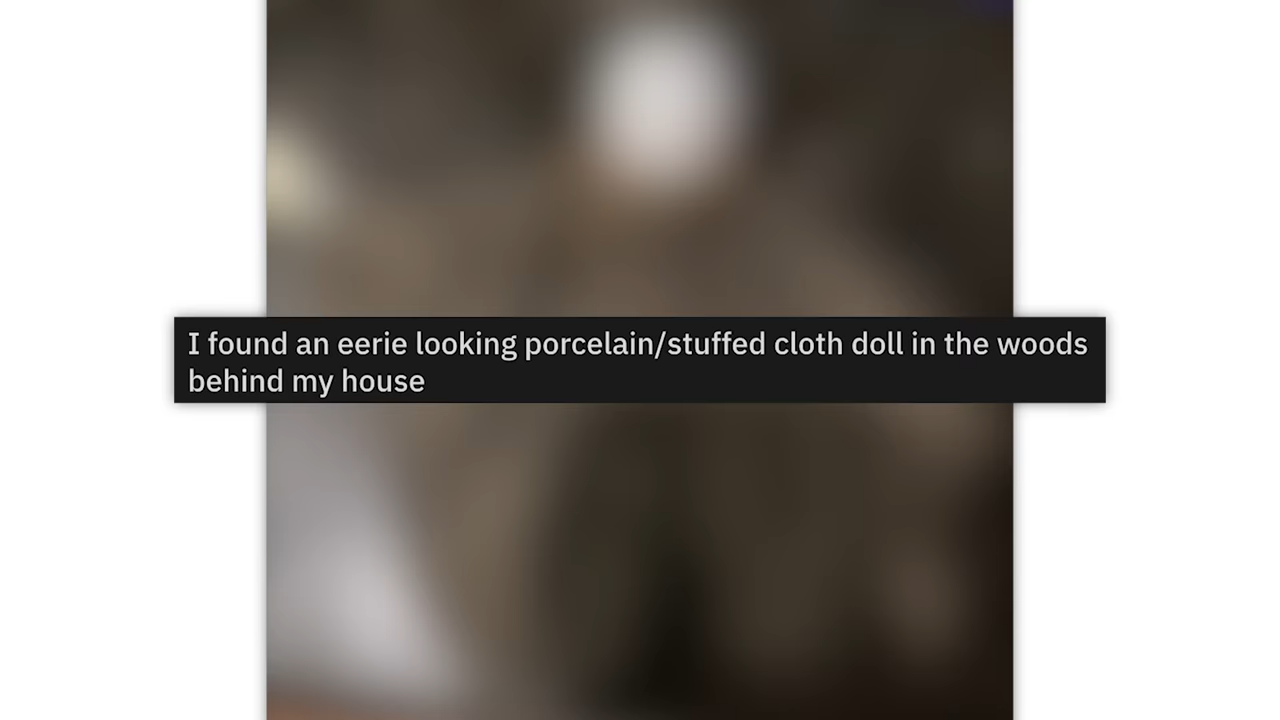 I found an eerie looking porcelain/stuffed cloth doll in the woods
behind my house